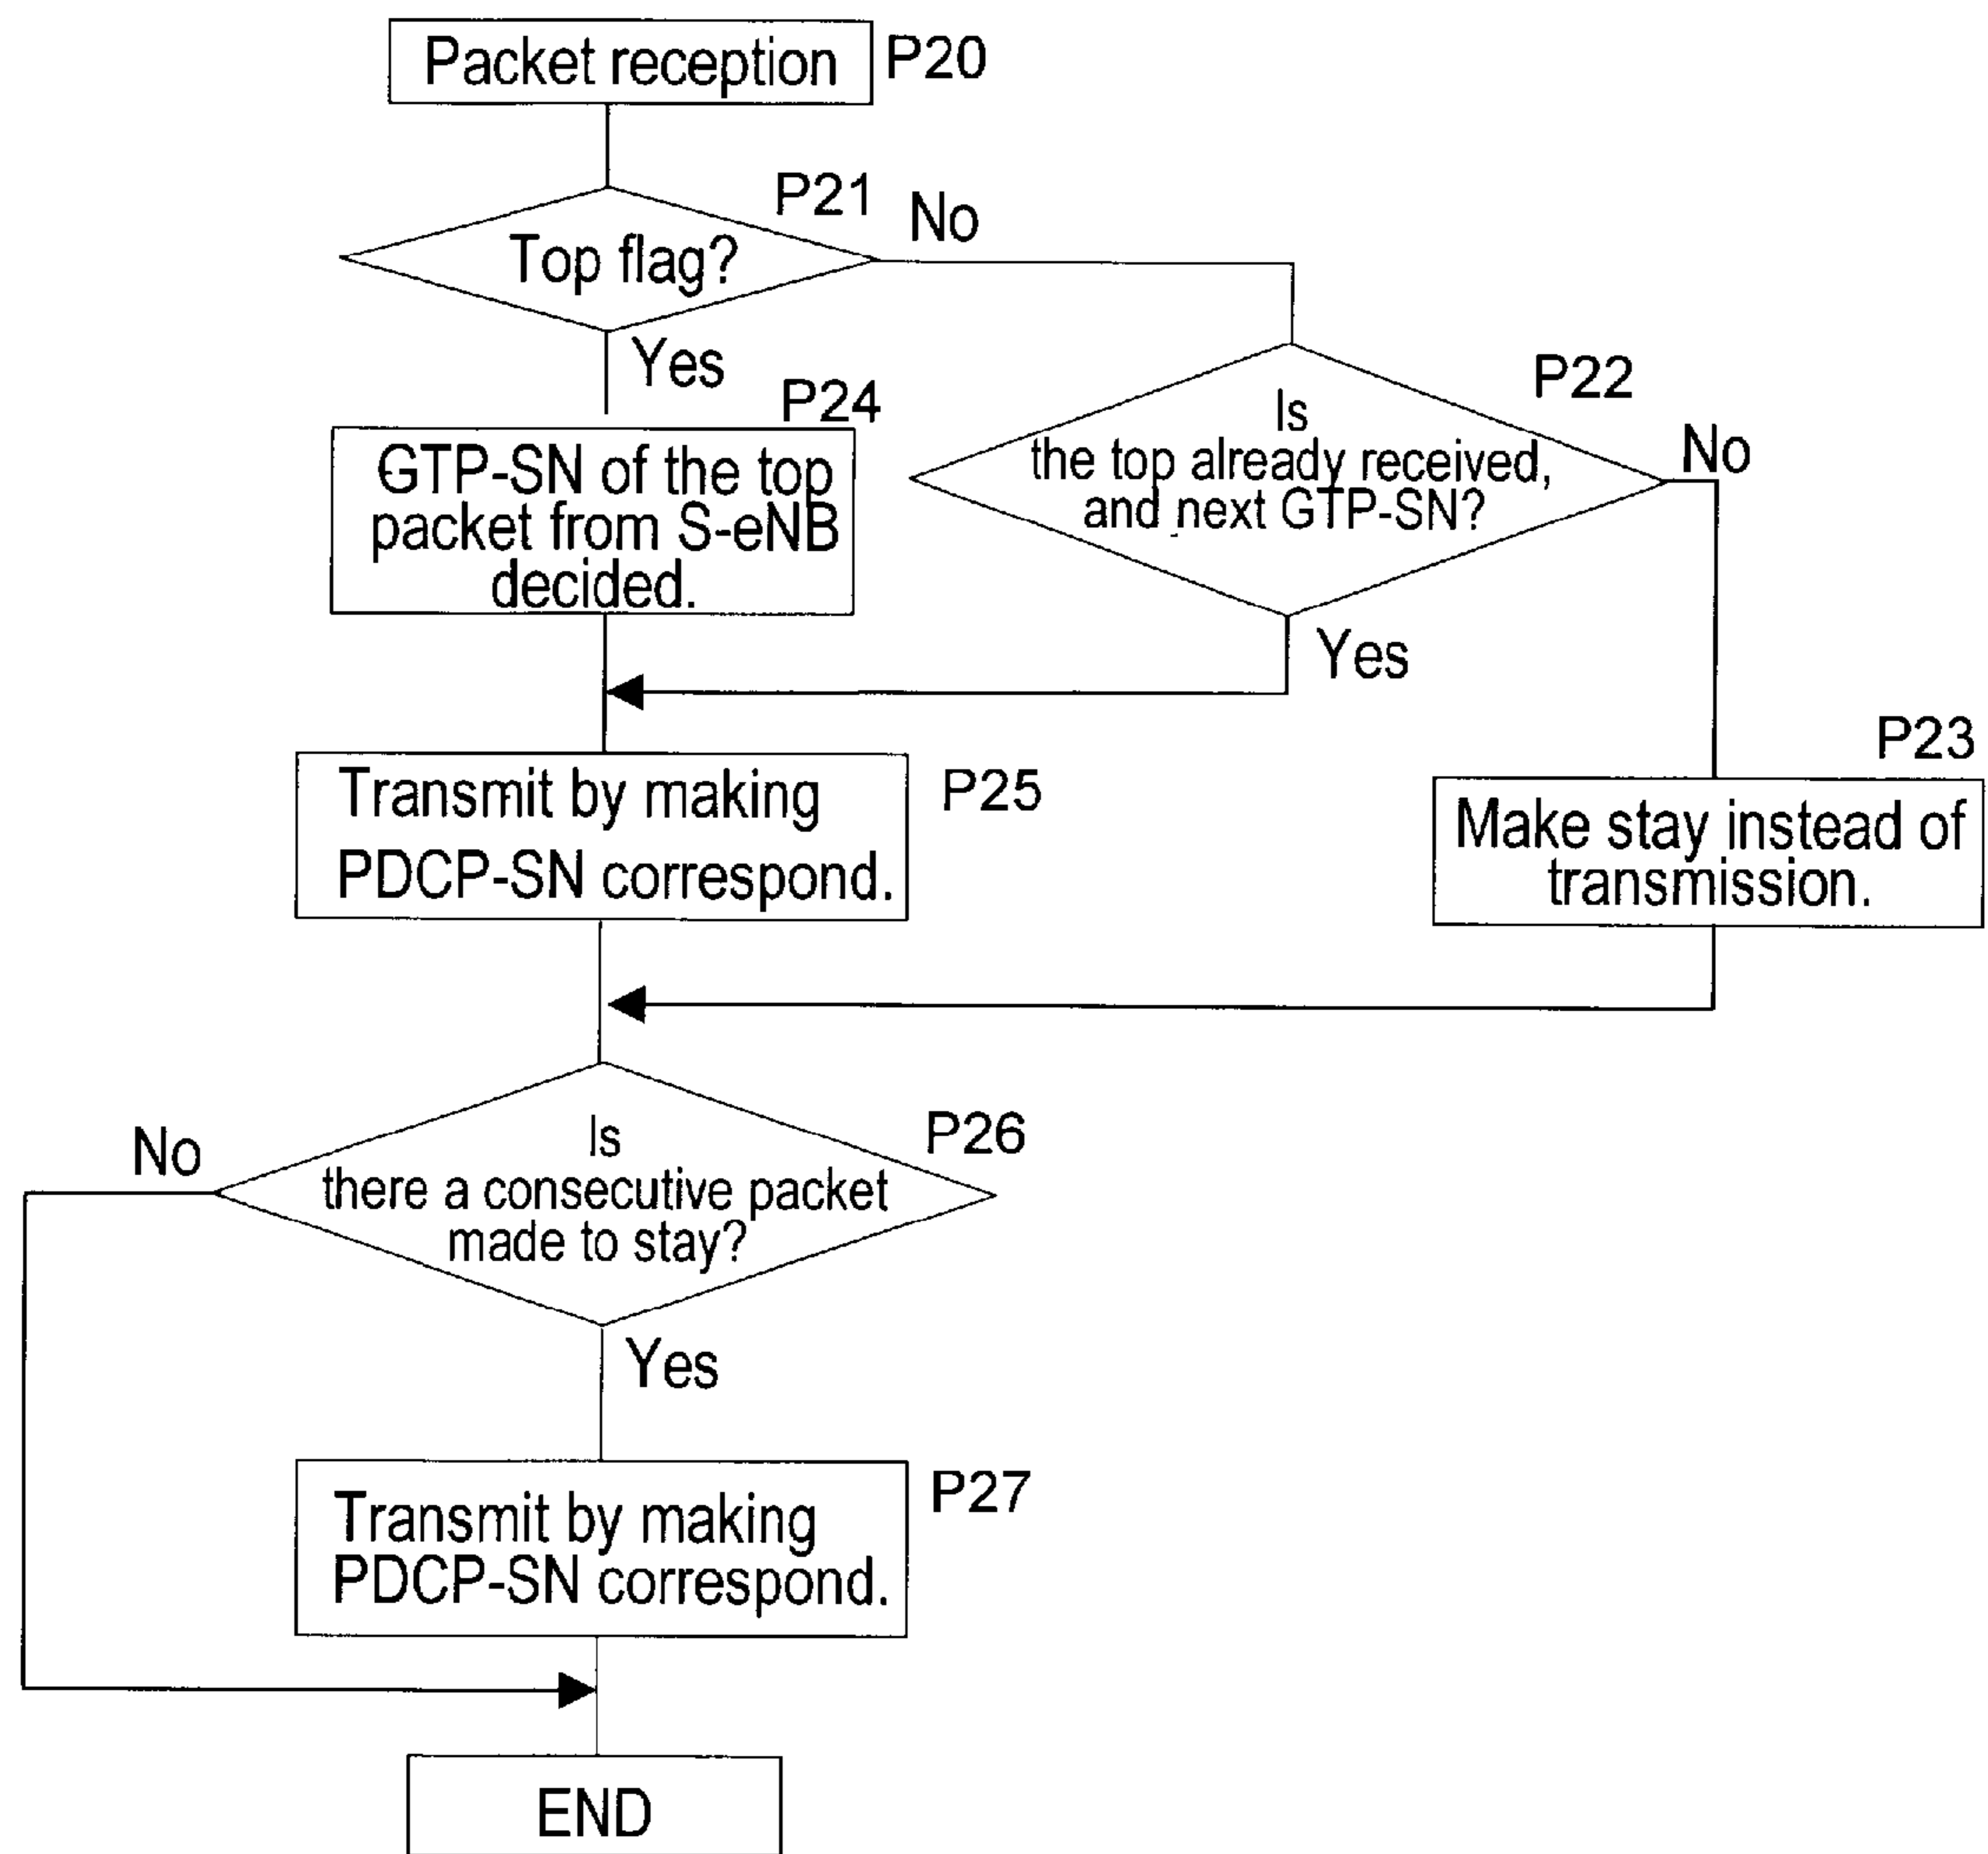 Packet reception
P20
P21
No
Top flag?
Yes
P24
GTP-SN of the top
packet from S-eNB
decided.
P22
Is
the top already received,
and next GTP-SN?
No
Yes
P23
Make stay instead of
transmission.
P25
Transmit by making
PDCP-SN correspond.
P26
No
Is
there a consecutive packet
made to stay?
Yes
P27
Transmit by making
PDCP-SN correspond.
END